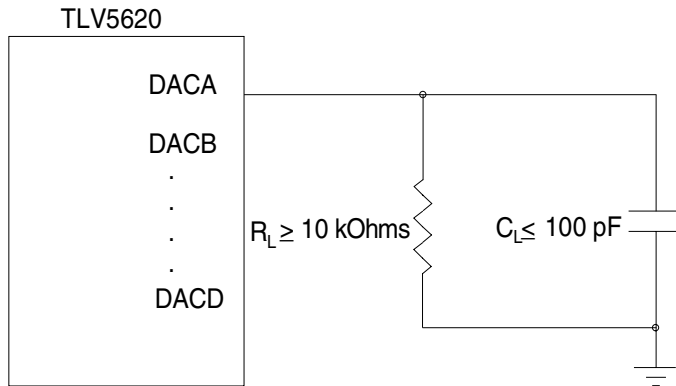 TLV5620
DACA
DACB
.
.
.
.
DACD
R_L ≥ 10 kOhms
C_L ≤ 100 pF